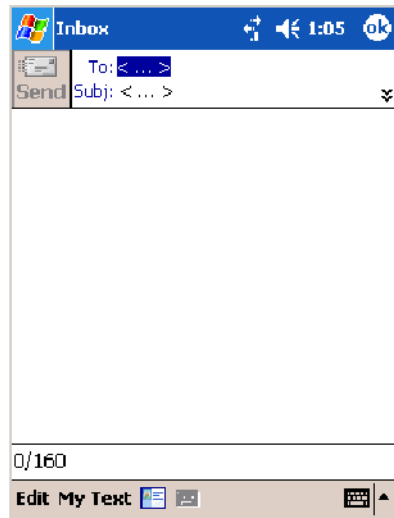 Inbox 1:05 ok
To: < ... >
Send Subj: < ... >
0/160
Edit My Text